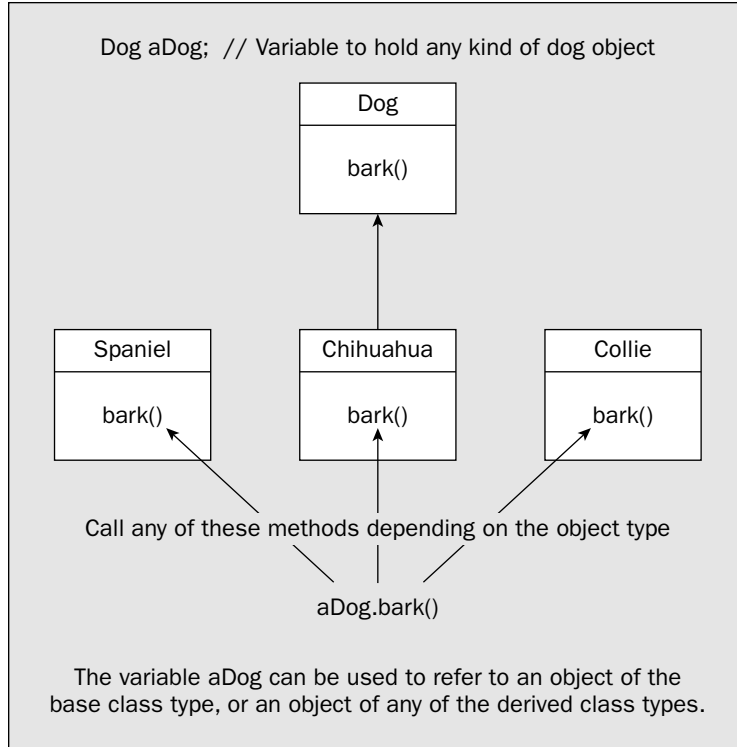 Dog aDog; // Variable to hold any kind of dog object
Dog
bark()
Spaniel
bark()
Chihuahua
bark()
Collie
bark()
Call any of these methods depending on the object type
aDog.bark()
The variable aDog can be used to refer to an object of the
base class type, or an object of any of the derived class types.